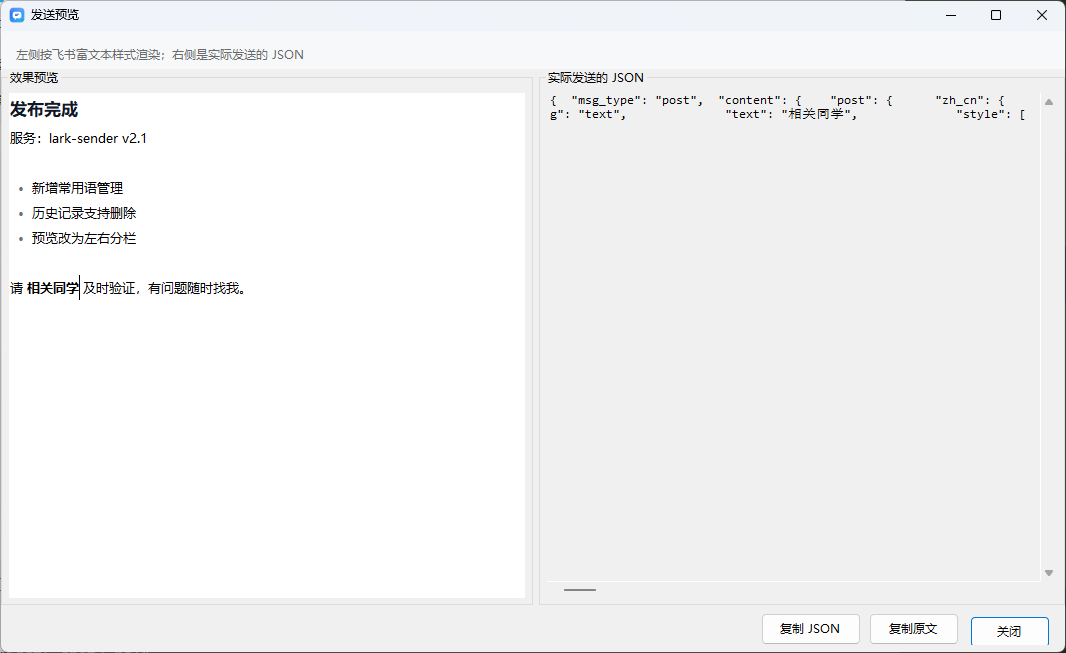 发送预览
左侧按飞书富文本样式渲染；右侧是实际发送的 JSON
效果预览
发布完成
服务：lark-sender v2.1
• 新增常用语管理
• 历史记录支持删除
• 预览改为左右分栏
请 相关同学 及时验证，有问题随时找我。
实际发送的 JSON
{  "msg_type": "post",  "content": {    "post": {      "zh_cn": {
g": "text",              "text": "相关同学",              "style": [
复制 JSON
复制原文
关闭